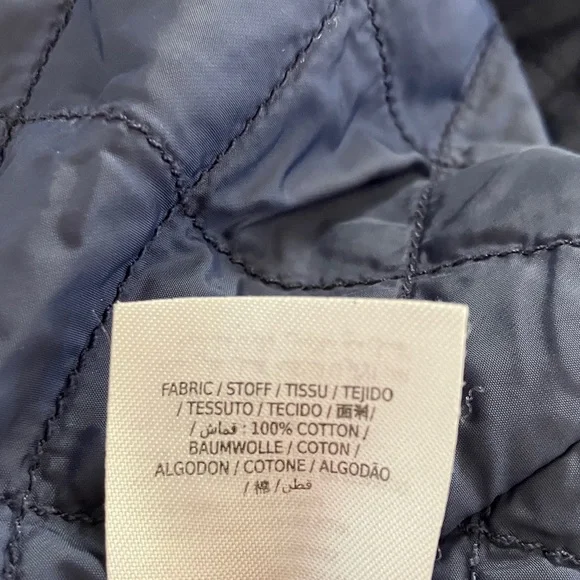 FABRIC / STOFF / TISSU / TEJIDO
/ TESSUTO / TECIDO / 面料/
قماش / : 100% COTTON /
BAUMWOLLE / COTON /
ALGODON / COTONE / ALGODÃO
/ 棉 / قطن /